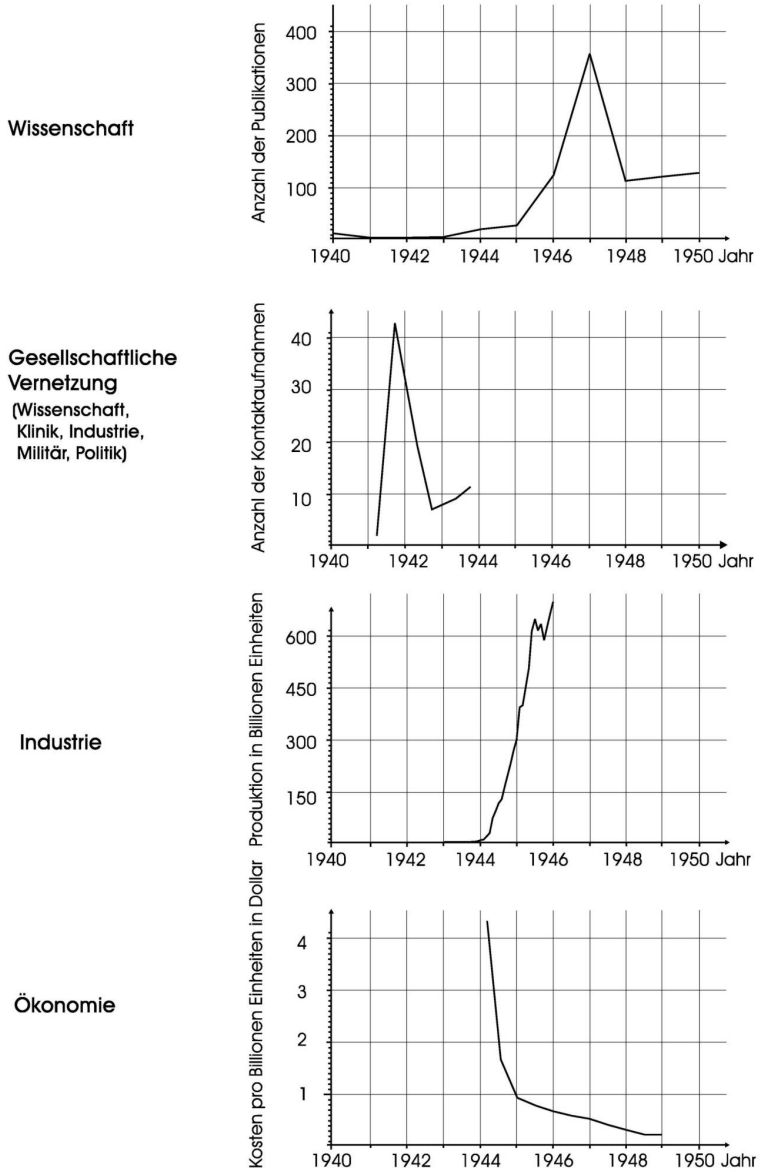 Wissenschaft
Anzahl der Publikationen
400
300
200
100
1940 1942 1944 1946 1948 1950 Jahr
Gesellschaftliche
Vernetzung
(Wissenschaft,
Klinik, Industrie,
Militär, Politik)
Anzahl der Kontaktaufnahmen
40
30
20
10
1940 1942 1944 1946 1948 1950 Jahr
Industrie
Produktion in Billionen Einheiten
600
450
300
150
1940 1942 1944 1946 1948 1950 Jahr
Ökonomie
Kosten pro Billionen Einheiten in Dollar
4
3
2
1
1940 1942 1944 1946 1948 1950 Jahr